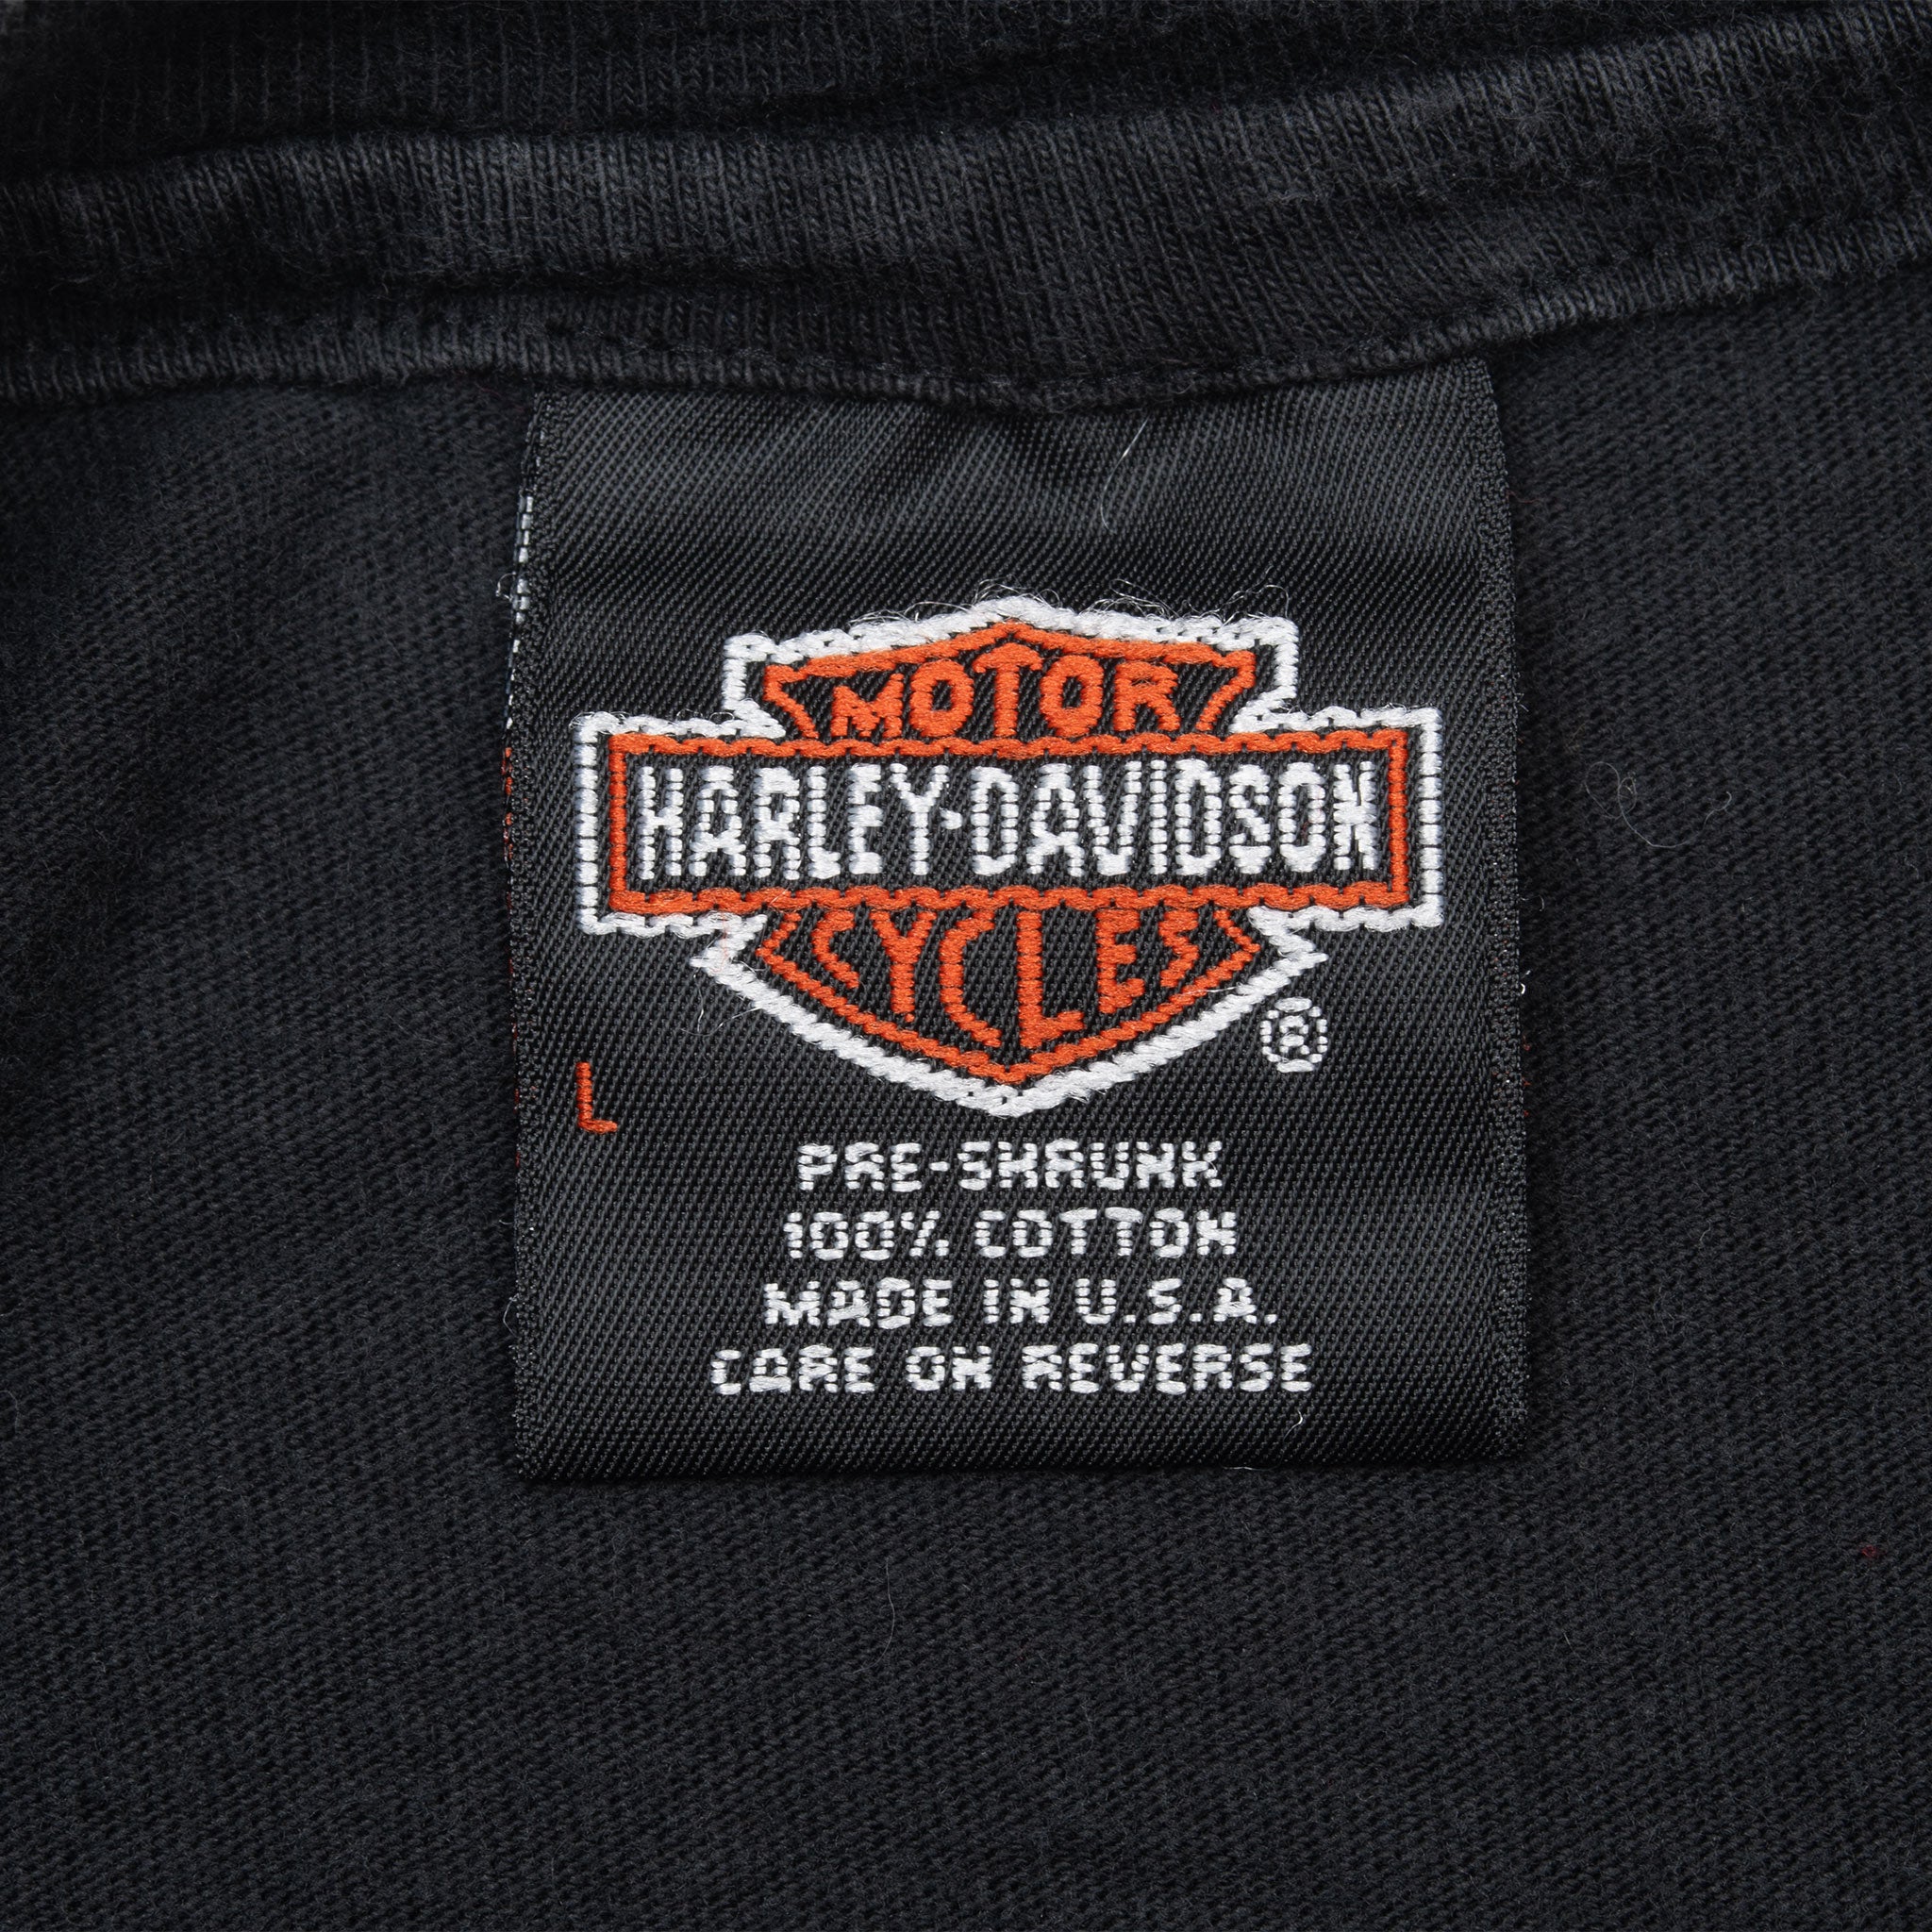 MOTOR
HARLEY-DAVIDSON
CYCLES
®
L
PRE-SHRUNK
100% COTTON
MADE IN U.S.A.
CARE ON REVERSE